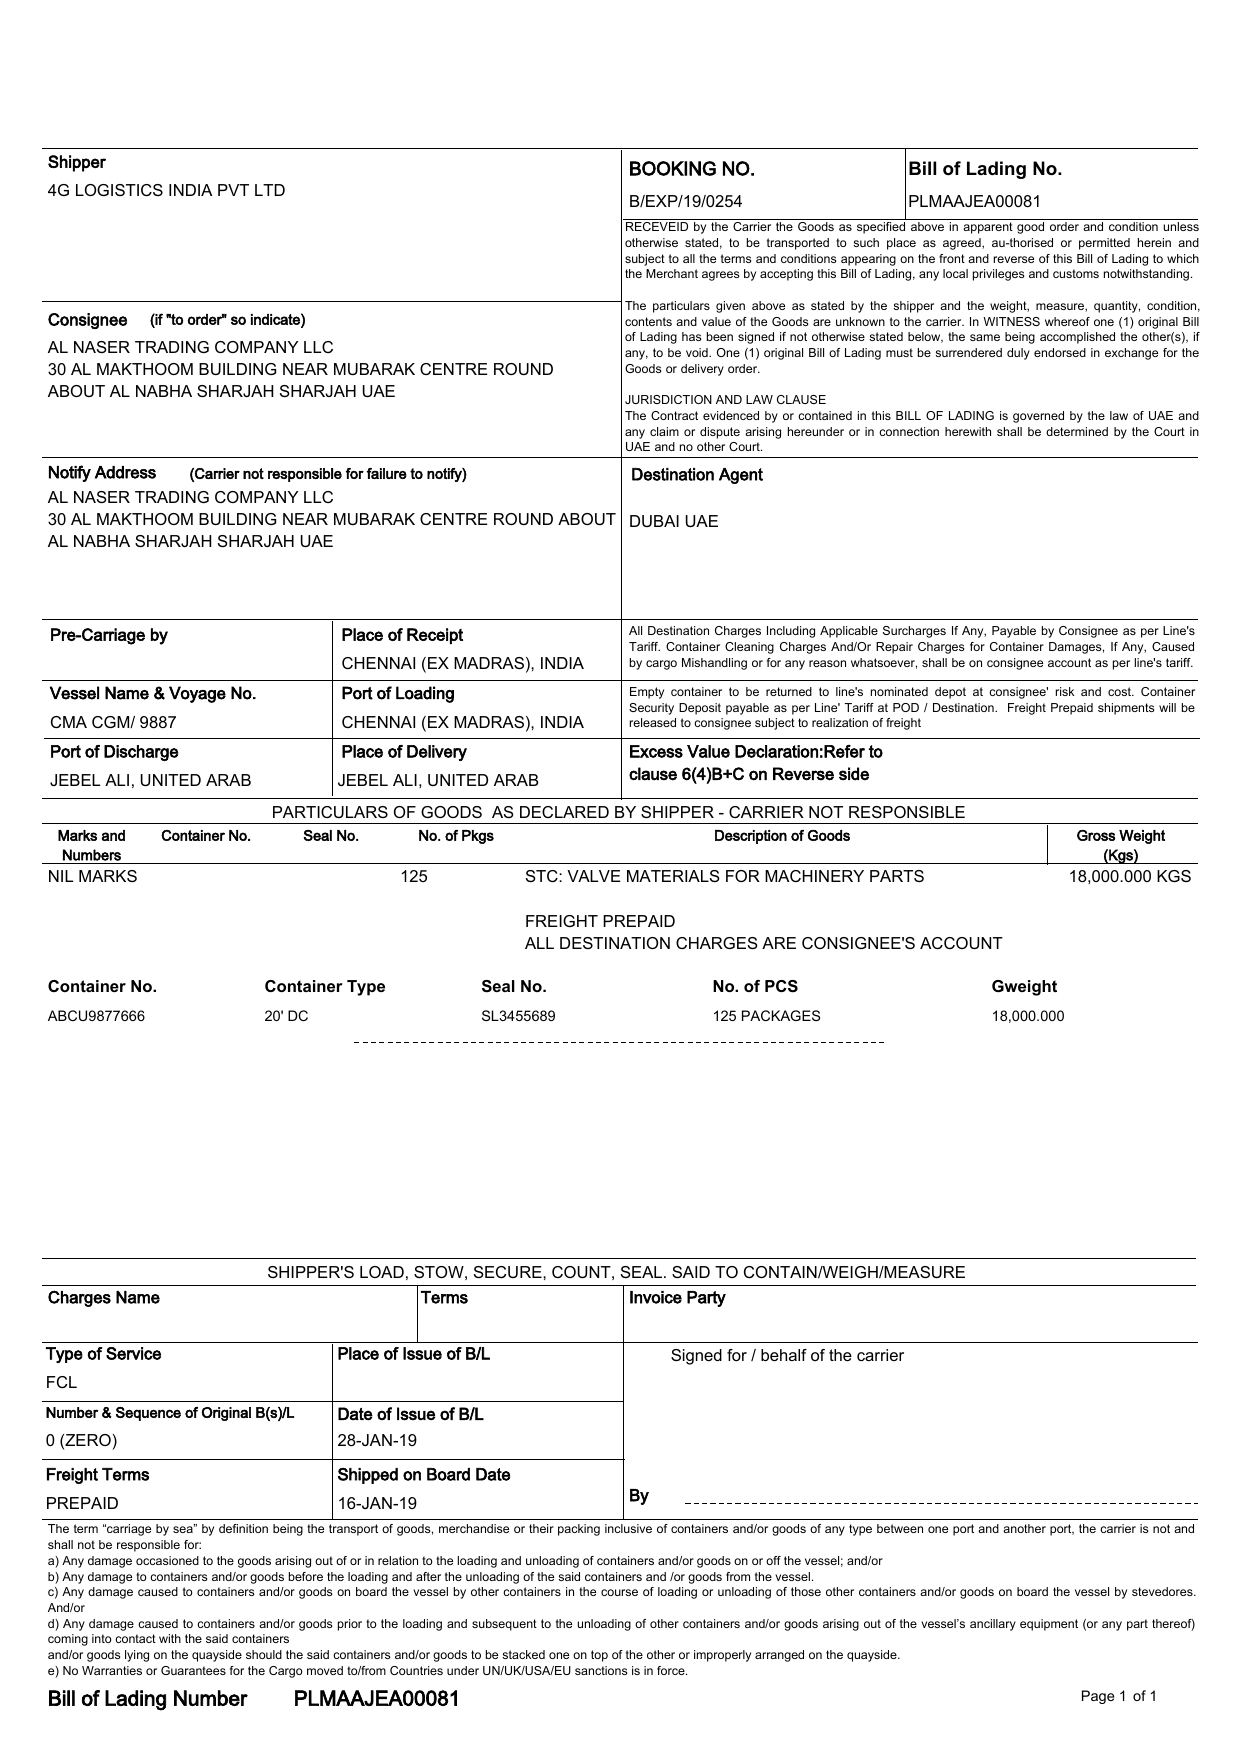 Shipper
4G LOGISTICS INDIA PVT LTD
BOOKING NO.
B/EXP/19/0254
Bill of Lading No.
PLMAAJEA00081
RECEVEID by the Carrier the Goods as specified above in apparent good order and condition unless
otherwise stated, to be transported to such place as agreed, au-thorised or permitted herein and
subject to all the terms and conditions appearing on the front and reverse of this Bill of Lading to which
the Merchant agrees by accepting this Bill of Lading, any local privileges and customs notwithstanding.
The particulars given above as stated by the shipper and the weight, measure, quantity, condition,
contents and value of the Goods are unknown to the carrier. In WITNESS whereof one (1) original Bill
of Lading has been signed if not otherwise stated below, the same being accomplished the other(s), if
any, to be void. One (1) original Bill of Lading must be surrendered duly endorsed in exchange for the
Goods or delivery order.
JURISDICTION AND LAW CLAUSE
The Contract evidenced by or contained in this BILL OF LADING is governed by the law of UAE and
any claim or dispute arising hereunder or in connection herewith shall be determined by the Court in
UAE and no other Court.
Consignee (if "to order" so indicate)
AL NASER TRADING COMPANY LLC
30 AL MAKTHOOM BUILDING NEAR MUBARAK CENTRE ROUND
ABOUT AL NABHA SHARJAH SHARJAH UAE
Notify Address (Carrier not responsible for failure to notify)
AL NASER TRADING COMPANY LLC
30 AL MAKTHOOM BUILDING NEAR MUBARAK CENTRE ROUND ABOUT
AL NABHA SHARJAH SHARJAH UAE
Destination Agent
DUBAI UAE
Pre-Carriage by
Place of Receipt
CHENNAI (EX MADRAS), INDIA
All Destination Charges Including Applicable Surcharges If Any, Payable by Consignee as per Line's
Tariff. Container Cleaning Charges And/Or Repair Charges for Container Damages, If Any, Caused
by cargo Mishandling or for any reason whatsoever, shall be on consignee account as per line's tariff.
Vessel Name & Voyage No.
CMA CGM/ 9887
Port of Loading
CHENNAI (EX MADRAS), INDIA
Empty container to be returned to line's nominated depot at consignee' risk and cost. Container
Security Deposit payable as per Line' Tariff at POD / Destination. Freight Prepaid shipments will be
released to consignee subject to realization of freight
Port of Discharge
JEBEL ALI, UNITED ARAB
Place of Delivery
JEBEL ALI, UNITED ARAB
Excess Value Declaration:Refer to
clause 6(4)B+C on Reverse side
PARTICULARS OF GOODS AS DECLARED BY SHIPPER - CARRIER NOT RESPONSIBLE
Marks and
Numbers
Container No.
Seal No.
No. of Pkgs
Description of Goods
Gross Weight
(Kgs)
NIL MARKS 125 STC: VALVE MATERIALS FOR MACHINERY PARTS 18,000.000 KGS
FREIGHT PREPAID
ALL DESTINATION CHARGES ARE CONSIGNEE'S ACCOUNT
Container No. Container Type Seal No. No. of PCS Gweight
ABCU9877666 20' DC SL3455689 125 PACKAGES 18,000.000
SHIPPER'S LOAD, STOW, SECURE, COUNT, SEAL. SAID TO CONTAIN/WEIGH/MEASURE
Charges Name
Terms
Invoice Party
Type of Service
FCL
Place of Issue of B/L
Signed for / behalf of the carrier
Number & Sequence of Original B(s)/L
0 (ZERO)
Date of Issue of B/L
28-JAN-19
Freight Terms
PREPAID
Shipped on Board Date
16-JAN-19
By
The term “carriage by sea” by definition being the transport of goods, merchandise or their packing inclusive of containers and/or goods of any type between one port and another port, the carrier is not and
shall not be responsible for:
a) Any damage occasioned to the goods arising out of or in relation to the loading and unloading of containers and/or goods on or off the vessel; and/or
b) Any damage to containers and/or goods before the loading and after the unloading of the said containers and /or goods from the vessel.
c) Any damage caused to containers and/or goods on board the vessel by other containers in the course of loading or unloading of those other containers and/or goods on board the vessel by stevedores.
And/or
d) Any damage caused to containers and/or goods prior to the loading and subsequent to the unloading of other containers and/or goods arising out of the vessel’s ancillary equipment (or any part thereof)
coming into contact with the said containers
and/or goods lying on the quayside should the said containers and/or goods to be stacked one on top of the other or improperly arranged on the quayside.
e) No Warranties or Guarantees for the Cargo moved to/from Countries under UN/UK/USA/EU sanctions is in force.
Bill of Lading Number PLMAAJEA00081
Page 1 of 1